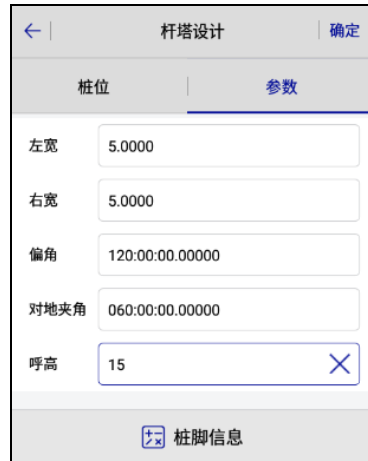 杆塔设计 确定
桩位 参数
左宽 5.0000
右宽 5.0000
偏角 120:00:00.00000
对地夹角 060:00:00.00000
呼高 15
桩脚信息